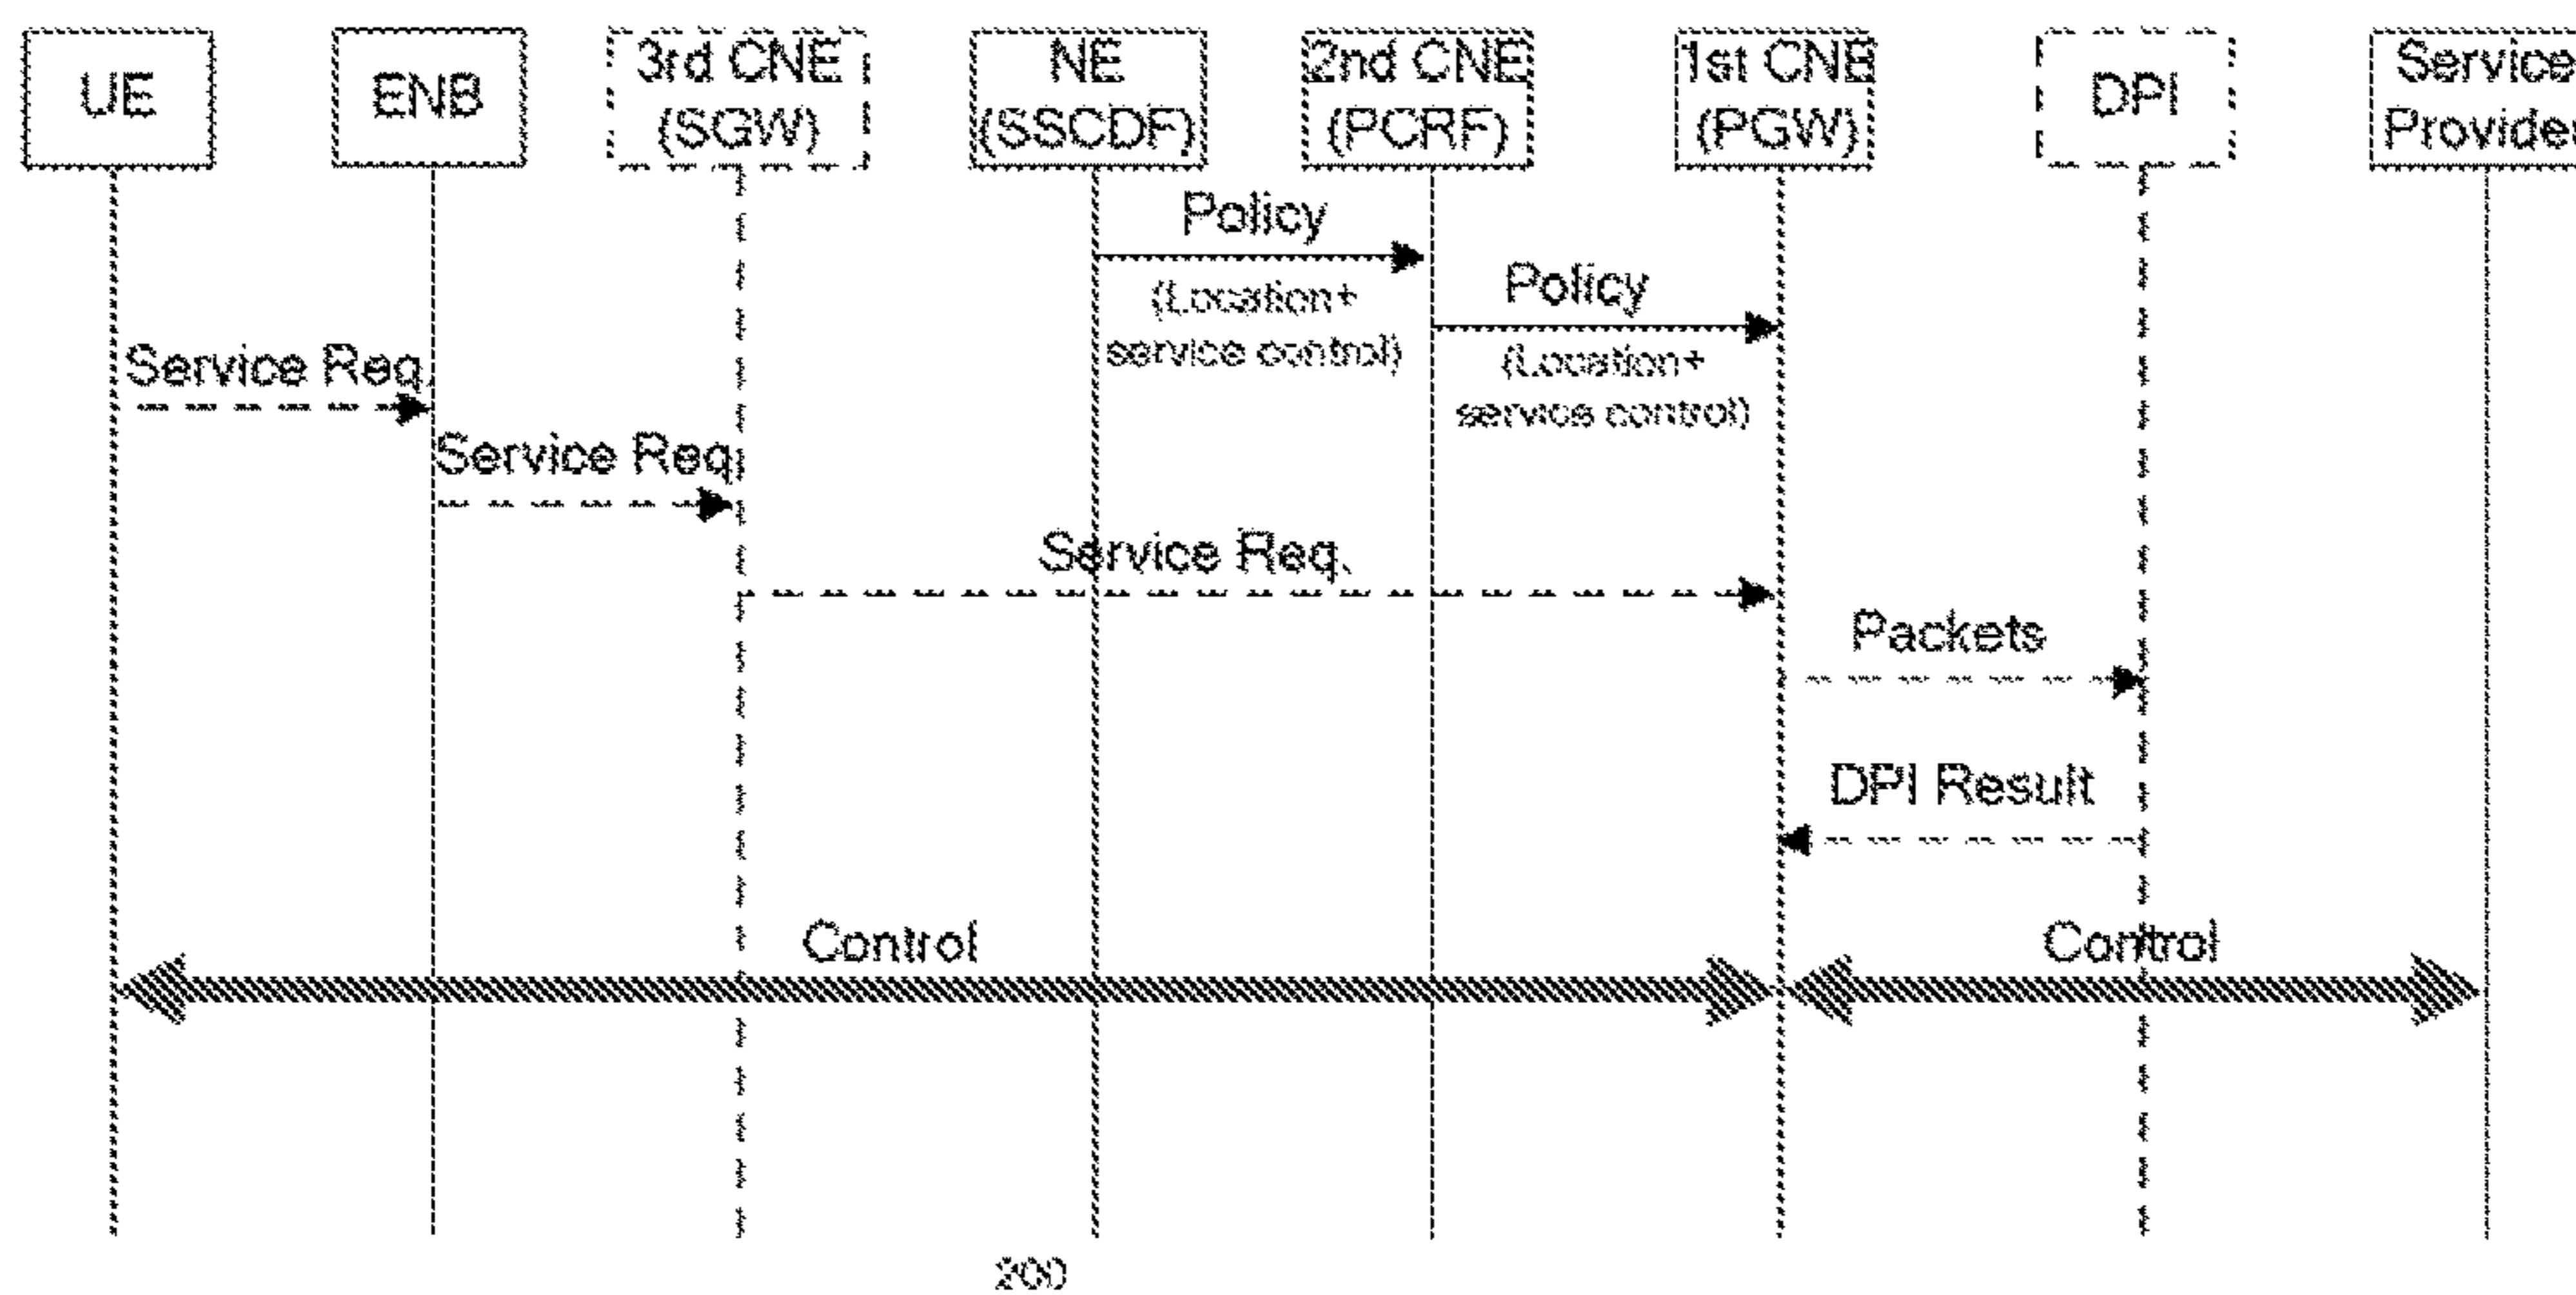 UE
ENB
3rd CNE
(SGW)
NE
(SSCDF)
2nd CNE
(PCRF)
1st CNE
(PGW)
DPI
Service
Provider
Policy
(Location+
service control)
Policy
(Location+
service control)
Service Req.
Service Req.
Service Req.
Packets
DPI Result
Control
Control
200